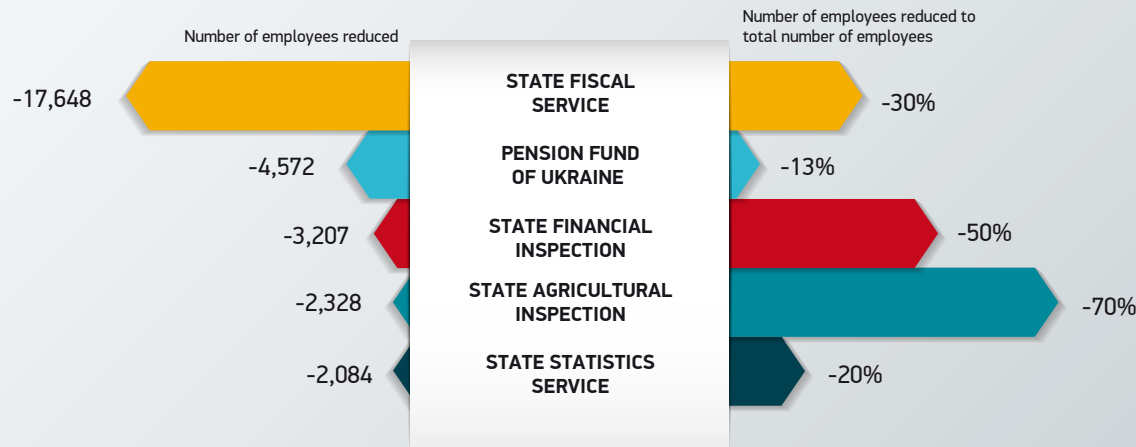 Number of employees reduced
Number of employees reduced to
total number of employees
-17,648
STATE FISCAL
SERVICE
-30%
-4,572
PENSION FUND
OF UKRAINE
-13%
-3,207
STATE FINANCIAL
INSPECTION
-50%
-2,328
STATE AGRICULTURAL
INSPECTION
-70%
-2,084
STATE STATISTICS
SERVICE
-20%